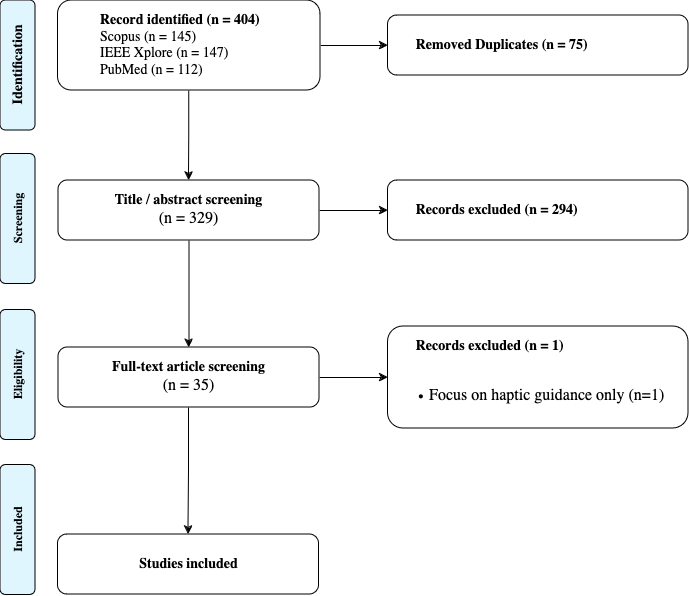 Identification
Record identified (n = 404)
Scopus (n = 145)
IEEE Xplore (n = 147)
PubMed (n = 112)
Removed Duplicates (n = 75)
Screening
Title / abstract screening
(n = 329)
Records excluded (n = 294)
Eligibility
Full-text article screening
(n = 35)
Records excluded (n = 1)
• Focus on haptic guidance only (n=1)
Included
Studies included